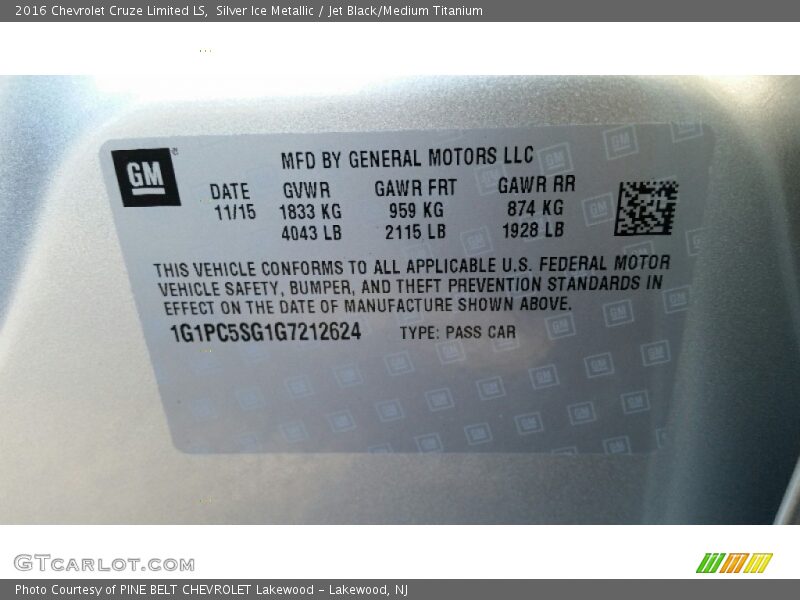 2016 Chevrolet Cruze Limited LS, Silver Ice Metallic / Jet Black/Medium Titanium
GM®
MFD BY GENERAL MOTORS LLC
DATE GVWR GAWR FRT GAWR RR
11/15 1833 KG 959 KG 874 KG
4043 LB 2115 LB 1928 LB
THIS VEHICLE CONFORMS TO ALL APPLICABLE U.S. FEDERAL MOTOR
VEHICLE SAFETY, BUMPER, AND THEFT PREVENTION STANDARDS IN
EFFECT ON THE DATE OF MANUFACTURE SHOWN ABOVE.
1G1PC5SG1G7212624 TYPE: PASS CAR
GTCARLOT.COM
Photo Courtesy of PINE BELT CHEVROLET Lakewood - Lakewood, NJ